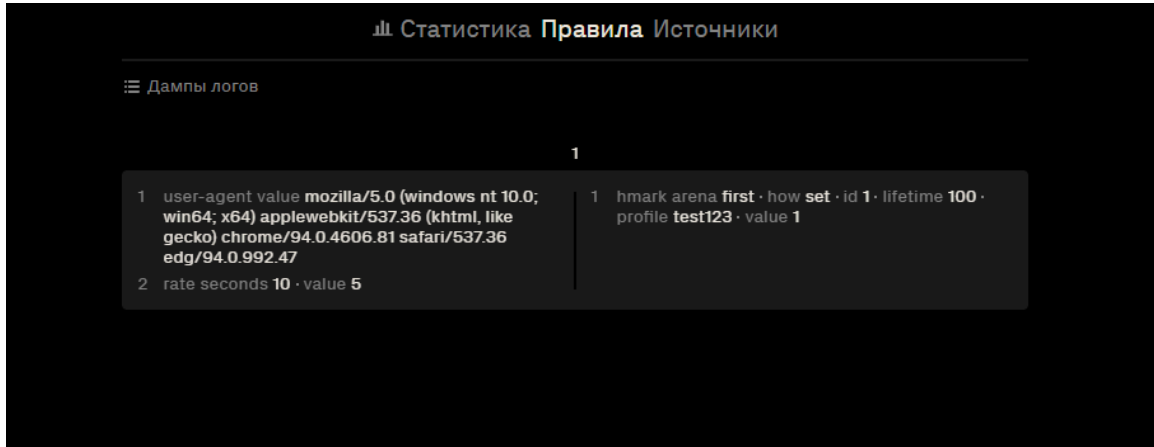 Статистика Правила Источники
Дампы логов
1
1 user-agent value mozilla/5.0 (windows nt 10.0;
win64; x64) applewebkit/537.36 (khtml, like
gecko) chrome/94.0.4606.81 safari/537.36
edg/94.0.992.47
2 rate seconds 10 · value 5
1 hmark arena first · how set · id 1 · lifetime 100 ·
profile test123 · value 1